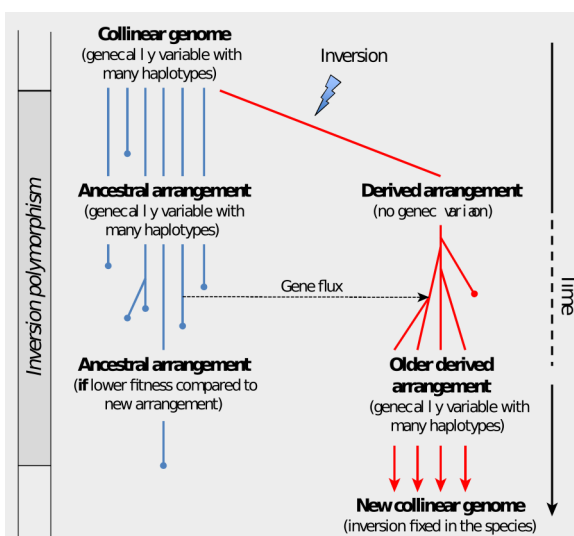 Collinear genome
(genecal l y variable with
many haplotypes)
Inversion
Ancestral arrangement
(genecal l y variable with
many haplotypes)
Derived arrangement
(no genec var i aon)
Inversion polymorphism
Gene flux
Time
Ancestral arrangement
(if lower fitness compared to
new arrangement)
Older derived
arrangement
(genecal l y variable with
many haplotypes)
New collinear genome
(inversion fixed in the species)